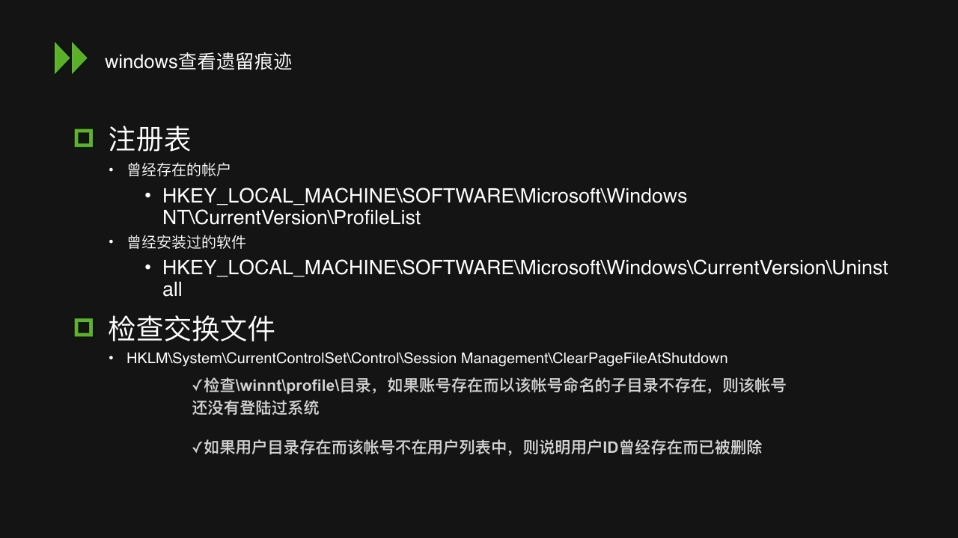 windows查看遗留痕迹
注册表
• 曾经存在的帐户
• HKEY_LOCAL_MACHINE\SOFTWARE\Microsoft\Windows
NT\CurrentVersion\ProfileList
• 曾经安装过的软件
• HKEY_LOCAL_MACHINE\SOFTWARE\Microsoft\Windows\CurrentVersion\Uninst
all
检查交换文件
• HKLM\System\CurrentControlSet\Control\Session Management\ClearPageFileAtShutdown
✓检查\winnt\profile\目录，如果账号存在而以该帐号命名的子目录不存在，则该帐号
还没有登陆过系统
✓如果用户目录存在而该帐号不在用户列表中，则说明用户ID曾经存在而已被删除